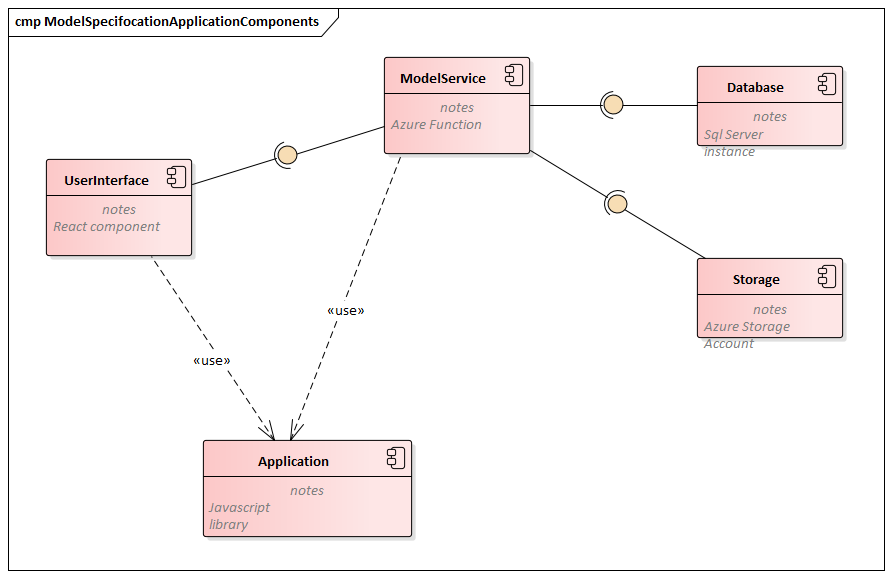 cmp ModelSpecifocationApplicationComponents
ModelService
notes
Azure Function
Database
notes
Sql Server
instance
UserInterface
notes
React component
Storage
notes
Azure Storage
Account
«use»
«use»
Application
notes
Javascript
library